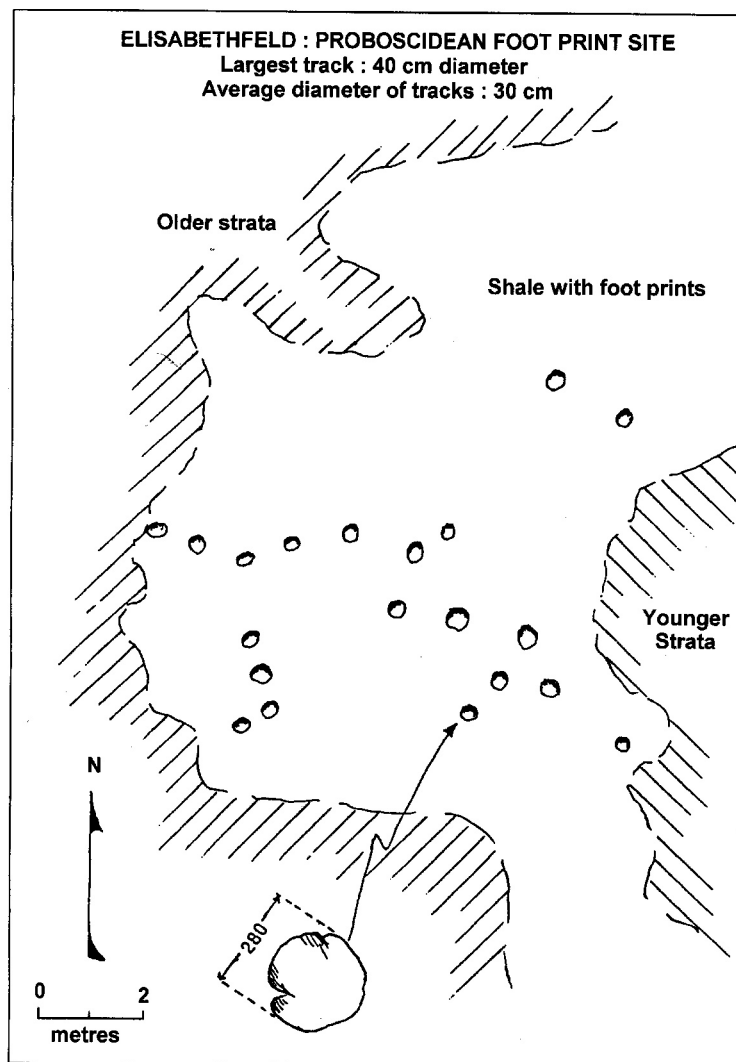 ELISABETHFELD : PROBOSCIDEAN FOOT PRINT SITE
Largest track : 40 cm diameter
Average diameter of tracks : 30 cm
Older strata
Shale with foot prints
Younger
Strata
N
280
0 2
metres